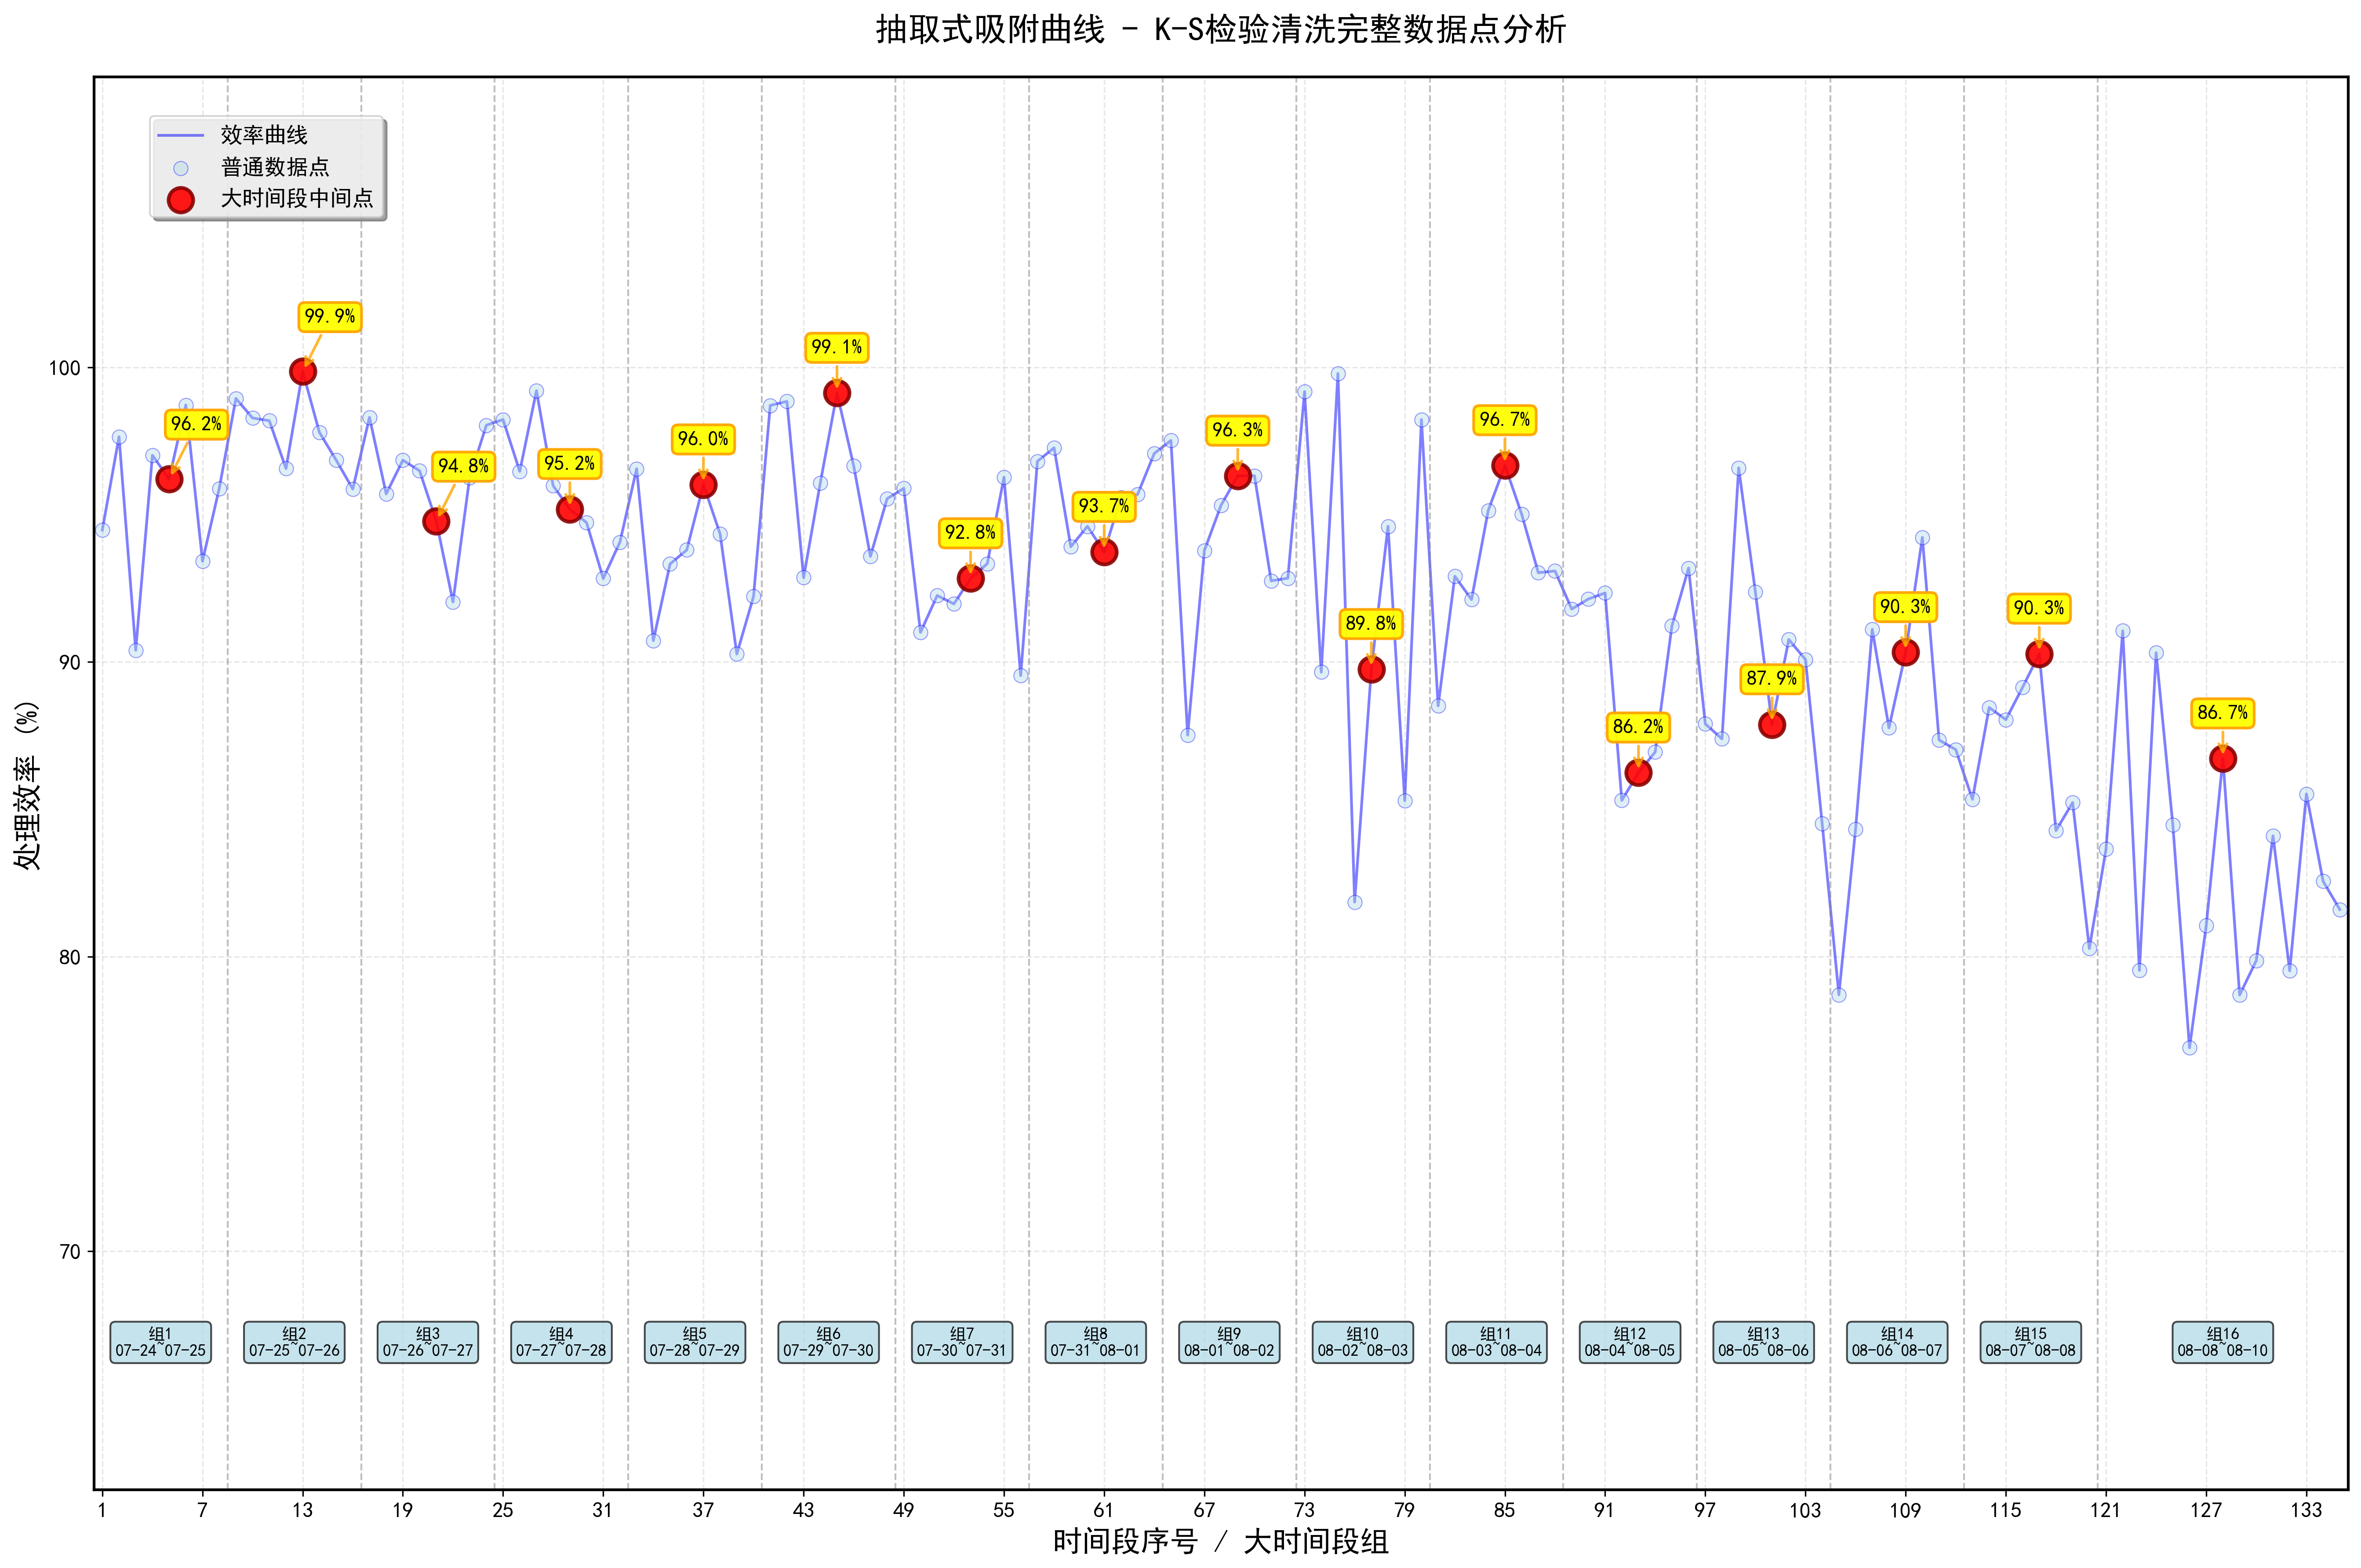 抽取式吸附曲线 - K-S检验清洗完整数据点分析
效率曲线
普通数据点
大时间段中间点
处理效率 (%)
100
90
80
70
96.2%
99.9%
94.8%
95.2%
96.0%
99.1%
92.8%
93.7%
96.3%
89.8%
96.7%
86.2%
87.9%
90.3%
90.3%
86.7%
组1
07-24~07-25
组2
07-25~07-26
组3
07-26~07-27
组4
07-27~07-28
组5
07-28~07-29
组6
07-29~07-30
组7
07-30~07-31
组8
07-31~08-01
组9
08-01~08-02
组10
08-02~08-03
组11
08-03~08-04
组12
08-04~08-05
组13
08-05~08-06
组14
08-06~08-07
组15
08-07~08-08
组16
08-08~08-10
1 7 13 19 25 31 37 43 49 55 61 67 73 79 85 91 97 103 109 115 121 127 133
时间段序号 / 大时间段组